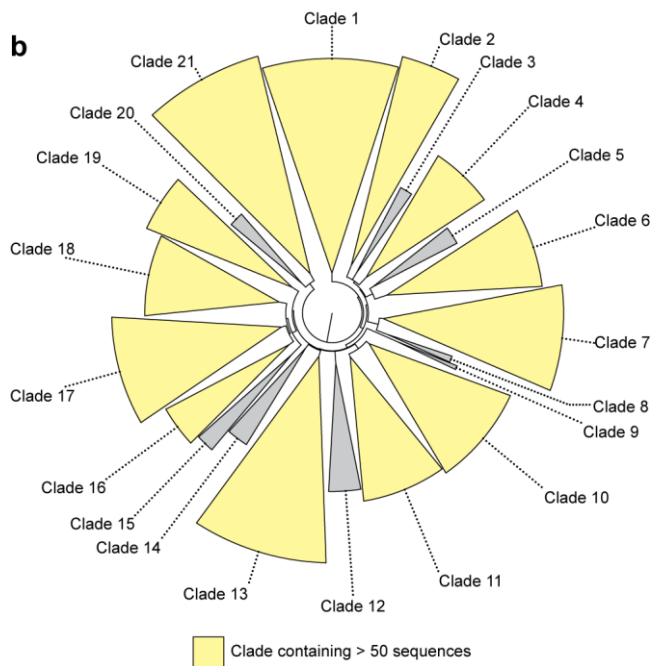 b
Clade 1
Clade 2
Clade 3
Clade 4
Clade 5
Clade 6
Clade 7
Clade 8
Clade 9
Clade 10
Clade 11
Clade 12
Clade 13
Clade 14
Clade 15
Clade 16
Clade 17
Clade 18
Clade 19
Clade 20
Clade 21
Clade containing > 50 sequences